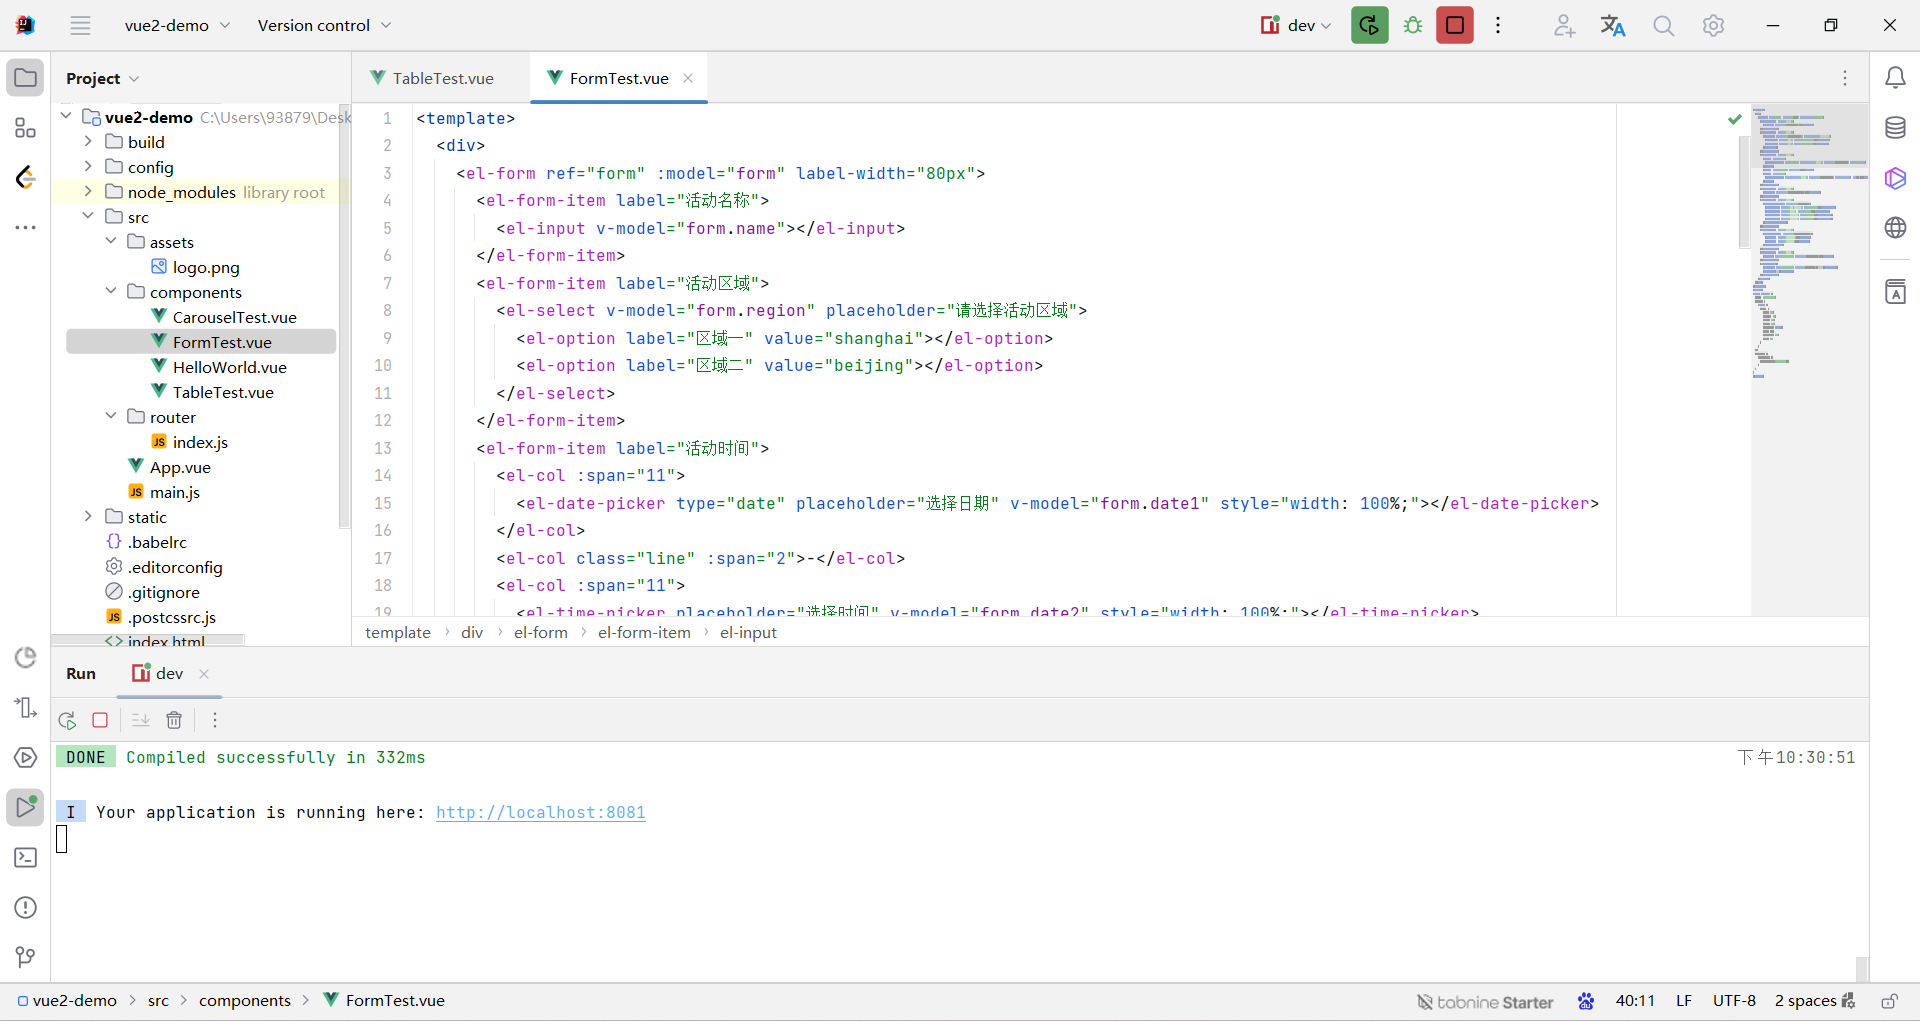 vue2-demo Version control dev
Project
TableTest.vue FormTest.vue
vue2-demo C:\Users\93879\Desk
build
config
node_modules library root
src
assets
logo.png
components
CarouselTest.vue
FormTest.vue
HelloWorld.vue
TableTest.vue
router
JS index.js
App.vue
JS main.js
static
.babelrc
.editorconfig
.gitignore
JS .postcssrc.js
index.html
1 <template>
2 <div>
3 <el-form ref="form" :model="form" label-width="80px">
4 <el-form-item label="活动名称">
5 <el-input v-model="form.name"></el-input>
6 </el-form-item>
7 <el-form-item label="活动区域">
8 <el-select v-model="form.region" placeholder="请选择活动区域">
9 <el-option label="区域一" value="shanghai"></el-option>
10 <el-option label="区域二" value="beijing"></el-option>
11 </el-select>
12 </el-form-item>
13 <el-form-item label="活动时间">
14 <el-col :span="11">
15 <el-date-picker type="date" placeholder="选择日期" v-model="form.date1" style="width: 100%;"></el-date-picker>
16 </el-col>
17 <el-col class="line" :span="2">-</el-col>
18 <el-col :span="11">
19 <el-time-picker placeholder="选择时间" v-model="form.date2" style="width: 100%;"></el-time-picker>
template › div › el-form › el-form-item › el-input
Run dev
DONE Compiled successfully in 332ms 下午10:30:51
I Your application is running here: http://localhost:8081
vue2-demo > src > components > FormTest.vue tabnine Starter 40:11 LF UTF-8 2 spaces